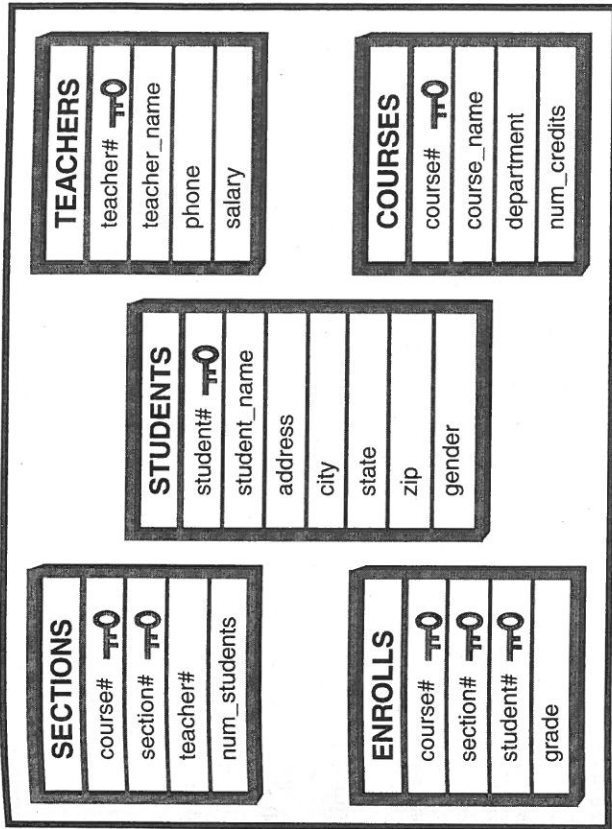 SECTIONS
course#
section#
teacher#
num_students
STUDENTS
student#
student_name
address
city
state
zip
gender
TEACHERS
teacher#
teacher_name
phone
salary
ENROLLS
course#
section#
student#
grade
COURSES
course#
course_name
department
num_credits